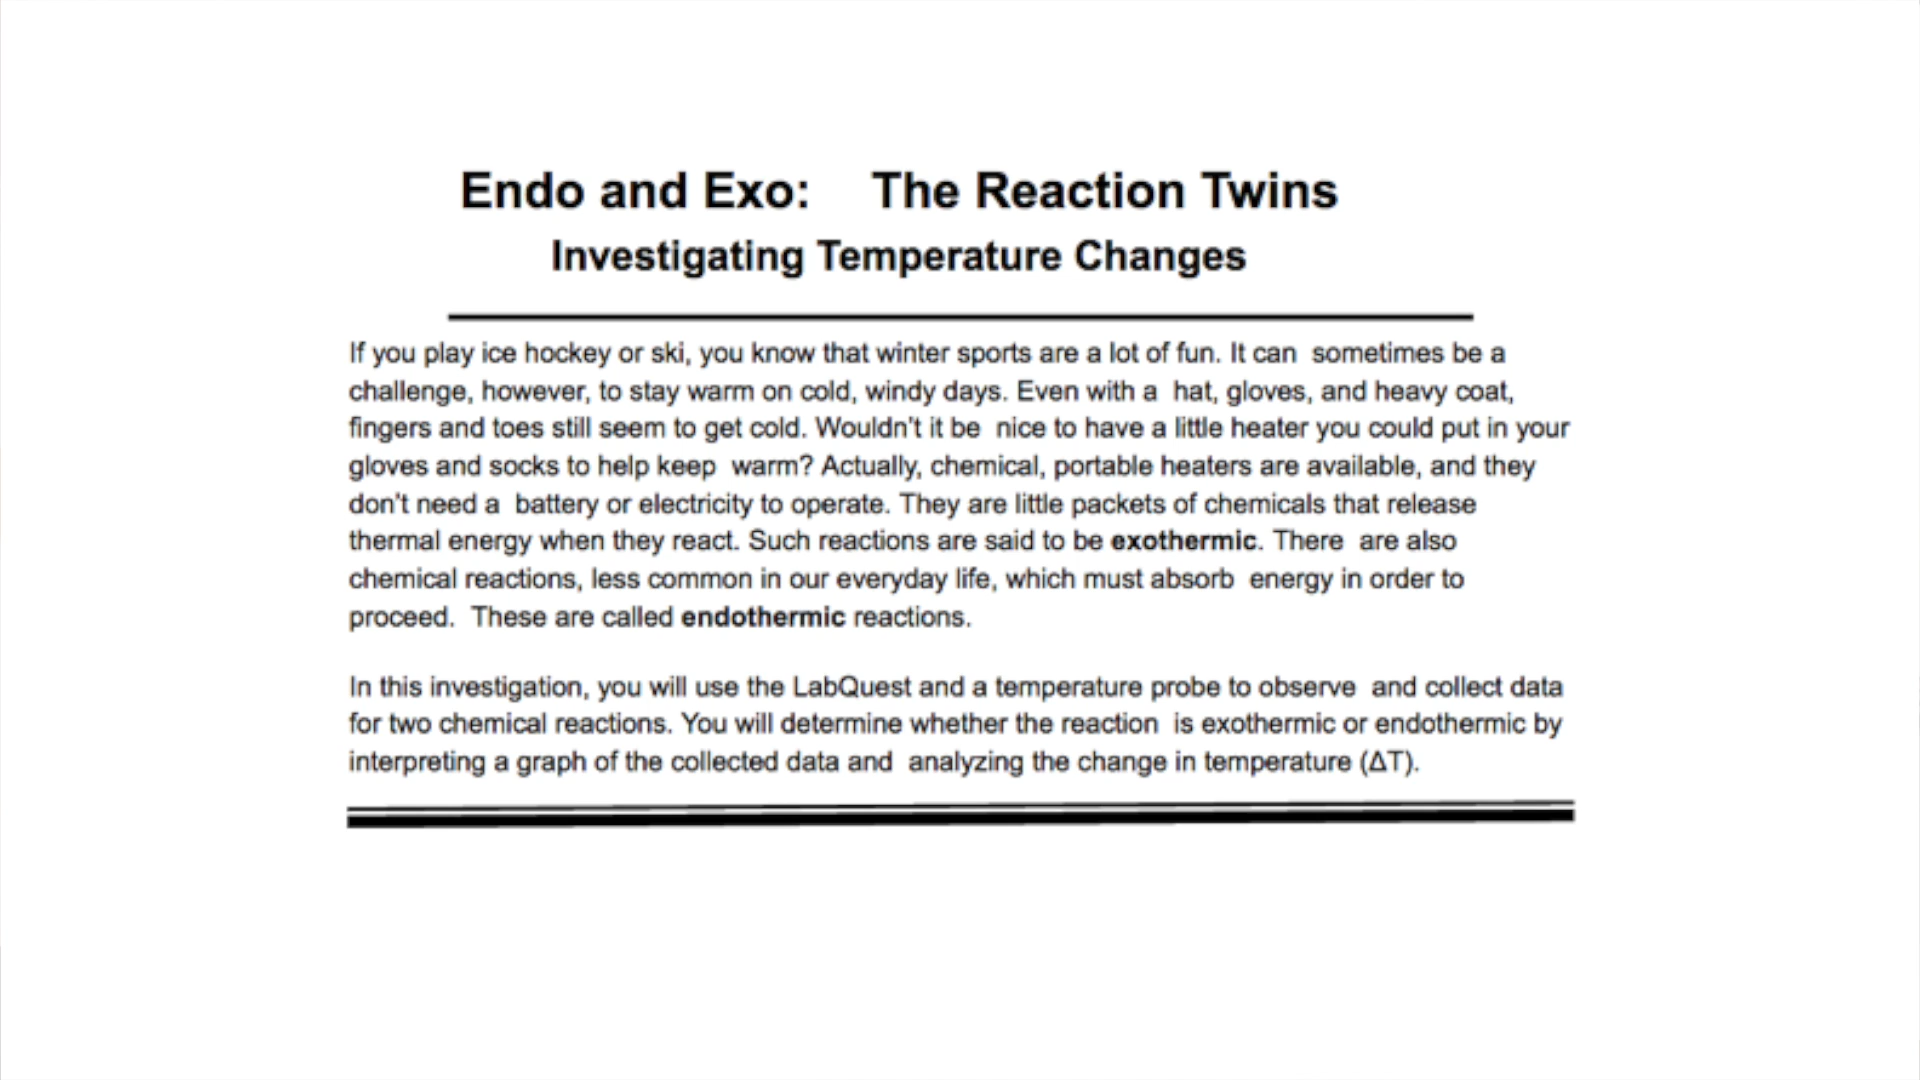 Endo and Exo: The Reaction Twins
Investigating Temperature Changes
If you play ice hockey or ski, you know that winter sports are a lot of fun. It can sometimes be a
challenge, however, to stay warm on cold, windy days. Even with a hat, gloves, and heavy coat,
fingers and toes still seem to get cold. Wouldn't it be nice to have a little heater you could put in your
gloves and socks to help keep warm? Actually, chemical, portable heaters are available, and they
don't need a battery or electricity to operate. They are little packets of chemicals that release
thermal energy when they react. Such reactions are said to be exothermic. There are also
chemical reactions, less common in our everyday life, which must absorb energy in order to
proceed. These are called endothermic reactions.
In this investigation, you will use the LabQuest and a temperature probe to observe and collect data
for two chemical reactions. You will determine whether the reaction is exothermic or endothermic by
interpreting a graph of the collected data and analyzing the change in temperature (ΔT).